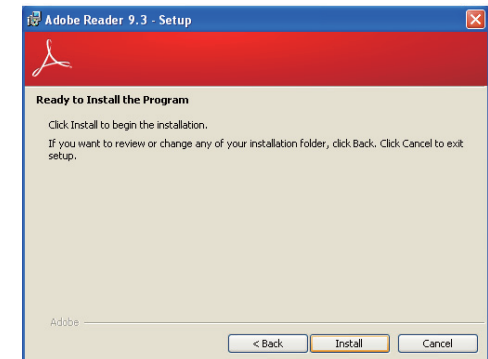 Adobe Reader 9.3 - Setup
Ready to Install the Program
Click Install to begin the installation.
If you want to review or change any of your installation folder, click Back. Click Cancel to exit
setup.
Adobe
< Back Install Cancel